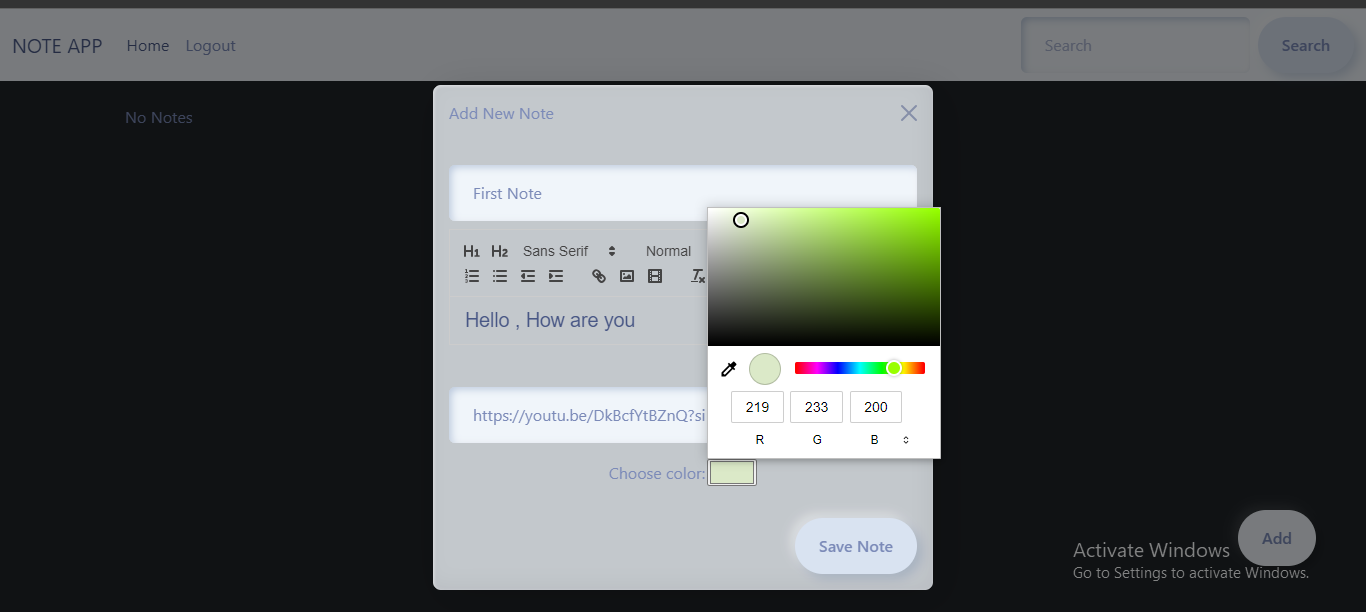 NOTE APP Home Logout Search Search
No Notes
Add New Note
First Note
H1 H2 Sans Serif Normal
Hello , How are you
219 233 200
R G B
https://youtu.be/DkBcfYtBZnQ?si
Choose color:
Save Note
Add
Activate Windows
Go to Settings to activate Windows.